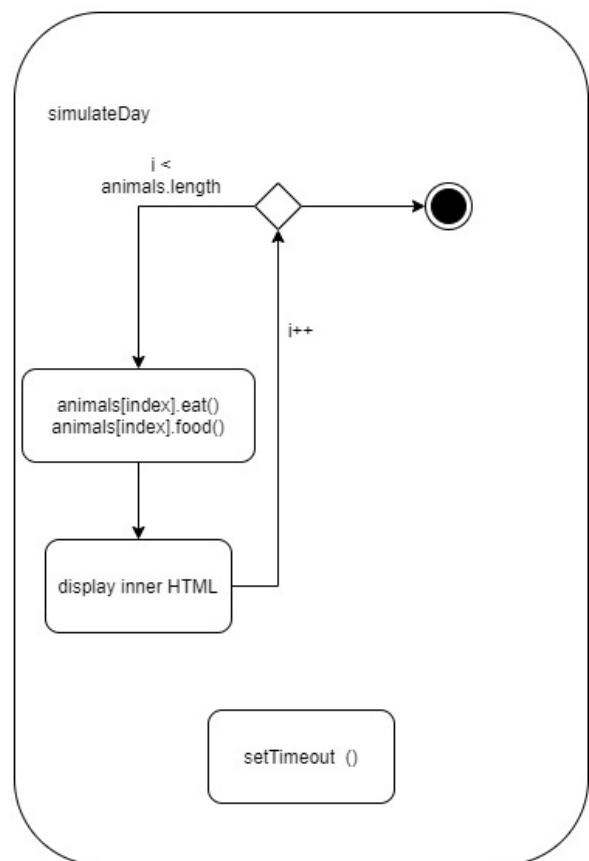 simulateDay
i <
animals.length
i++
animals[index].eat()
animals[index].food()
display inner HTML
setTimeout ()